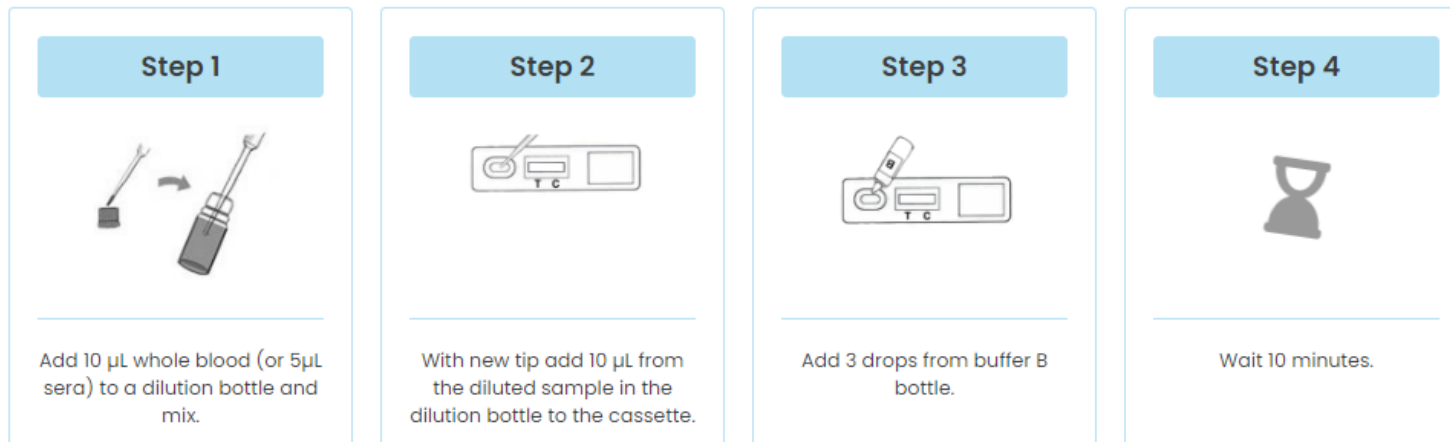 Step 1
B
T C
Add 10 µL whole blood (or 5µL
sera) to a dilution bottle and
mix.
Step 2
T C
With new tip add 10 µL from
the diluted sample in the
dilution bottle to the cassette.
Step 3
Add 3 drops from buffer B
bottle.
Step 4
Wait 10 minutes.